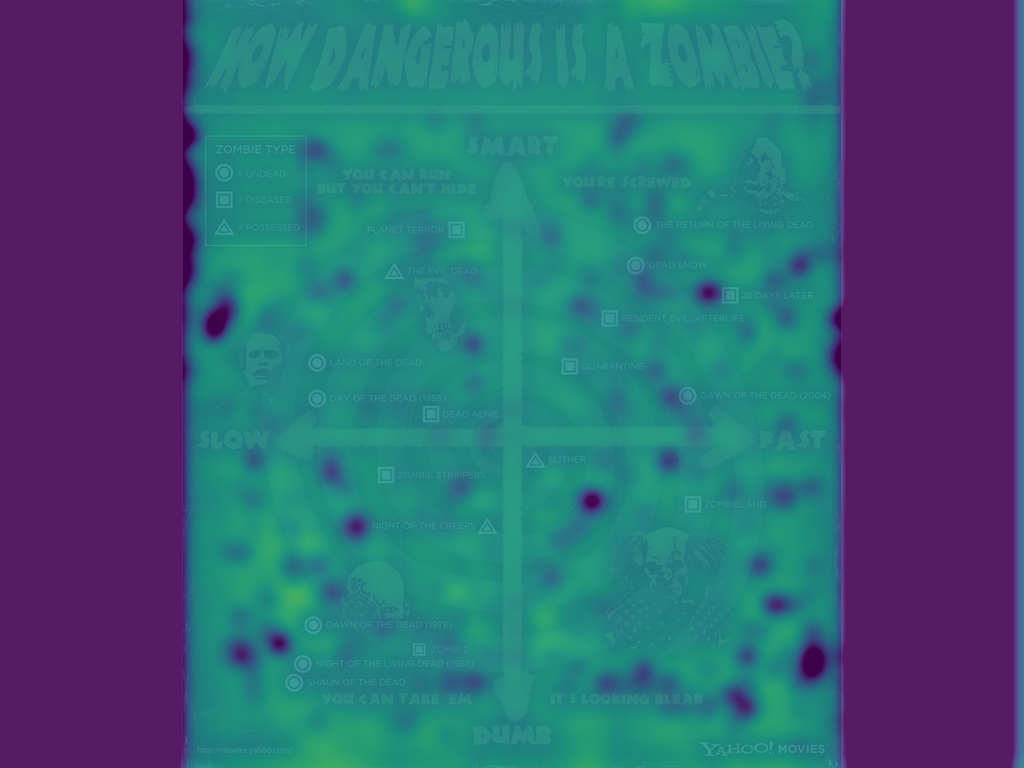 HOW DANGEROUS IS A ZOMBIE?
SMART
ZOMBIE TYPE
= UNDEAD
= DISEASED
= POSSESSED
YOU CAN RUN
BUT YOU CAN'T HIDE
YOU'RE SCREWED
PLANET TERROR
THE RETURN OF THE LIVING DEAD
THE EVIL DEAD
DEAD SNOW
28 DAYS LATER
RESIDENT EVIL: AFTERLIFE
LAND OF THE DEAD
QUARANTINE
DAY OF THE DEAD (1985)
DAWN OF THE DEAD (2004)
DEAD ALIVE
SLOW
FAST
SLITHER
ZOMBIE STRIPPERS
ZOMBIELAND
NIGHT OF THE CREEPS
DAWN OF THE DEAD (1978)
ZOMBI 2
NIGHT OF THE LIVING DEAD (1968)
SHAUN OF THE DEAD
YOU CAN TAKE 'EM
IT'S LOOKING BLEAK
DUMB
http://movies.yahoo.com/
YAHOO! MOVIES